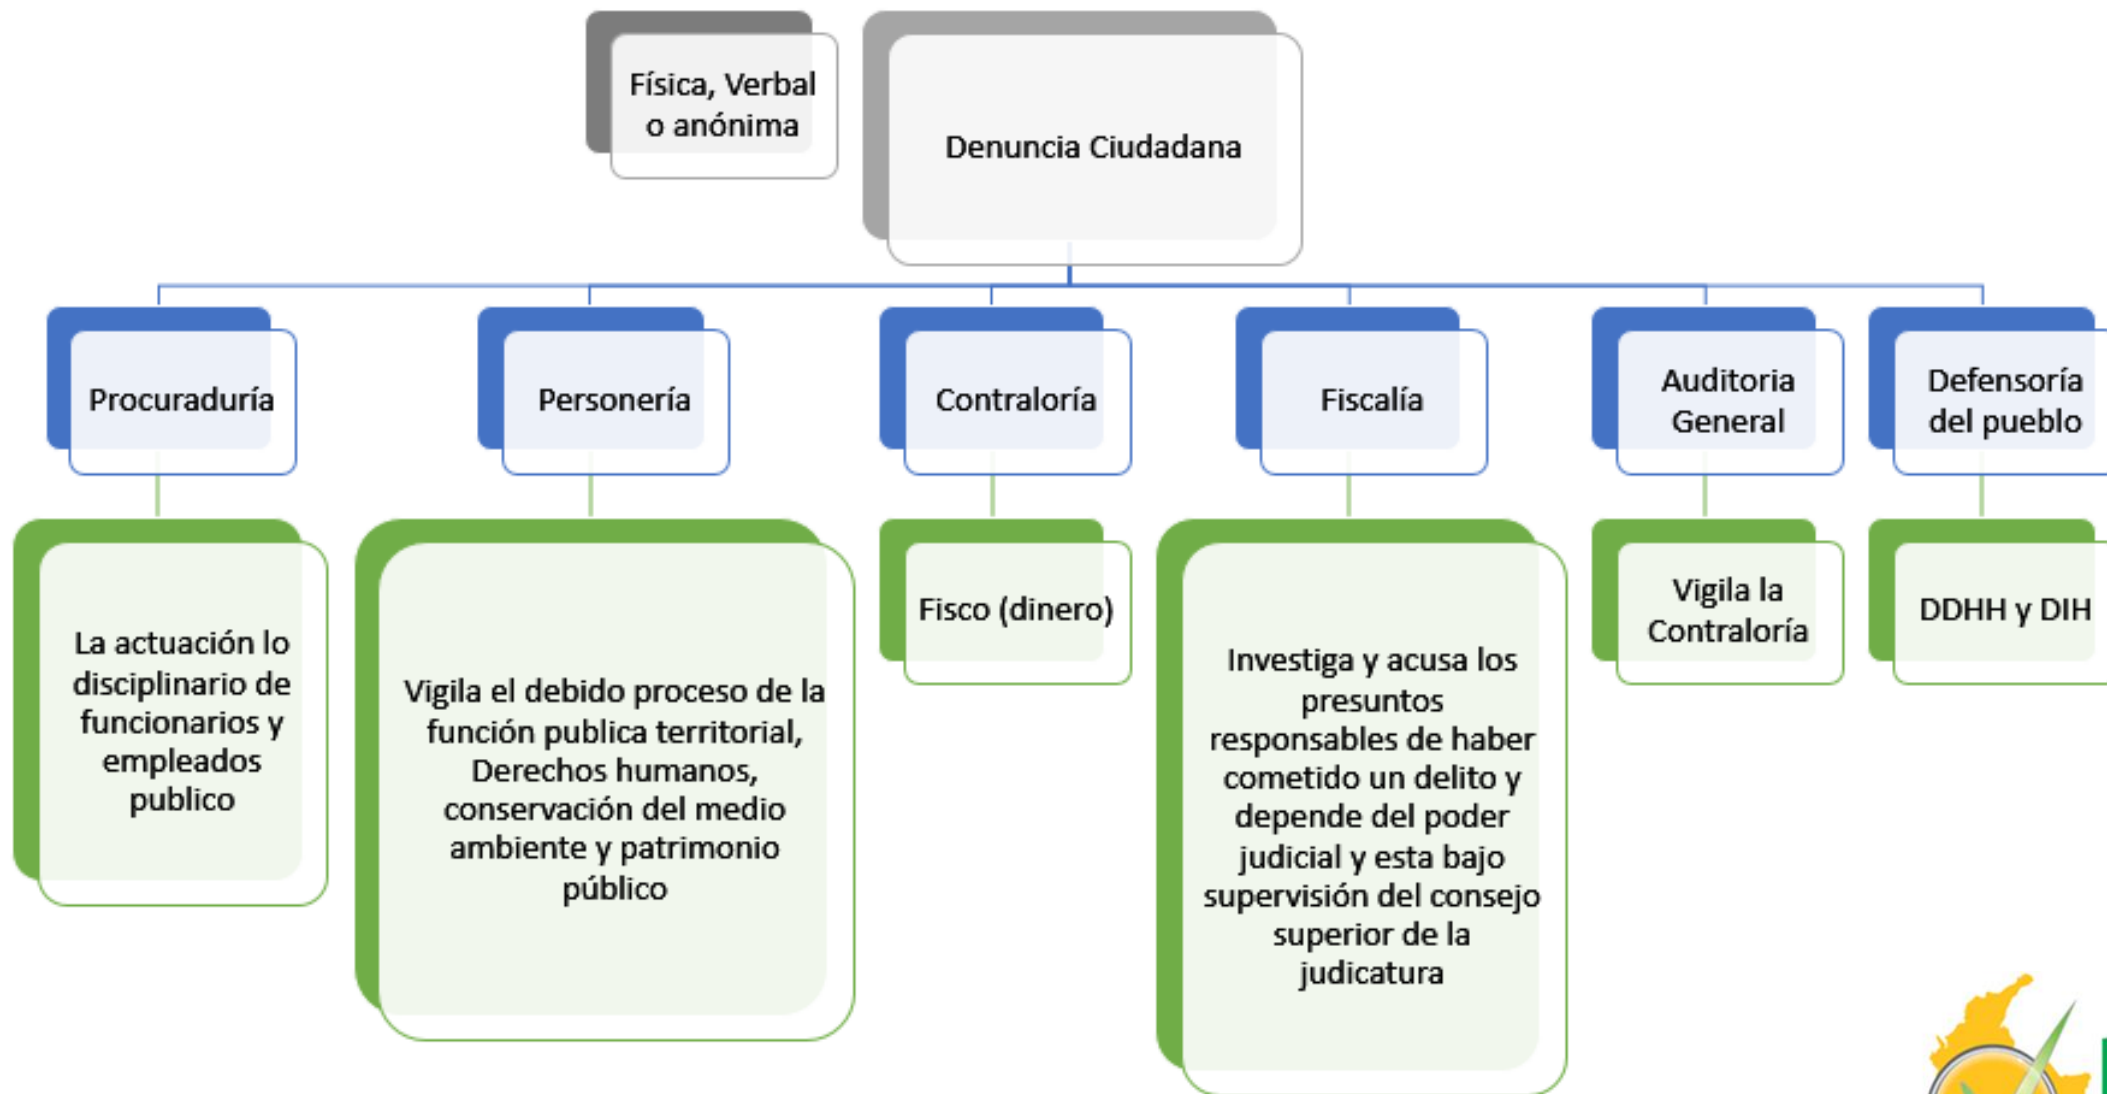 Física, Verbal
o anónima
Denuncia Ciudadana
Procuraduría
Personería
Contraloría
Fiscalía
Auditoria
General
Defensoría
del pueblo
La actuación lo
disciplinario de
funcionarios y
empleados
publico
Vigila el debido proceso de la
función publica territorial,
Derechos humanos,
conservación del medio
ambiente y patrimonio
público
Fisco (dinero)
Investiga y acusa los
presuntos
responsables de haber
cometido un delito y
depende del poder
judicial y esta bajo
supervisión del consejo
superior de la
judicatura
Vigila la
Contraloría
DDHH y DIH